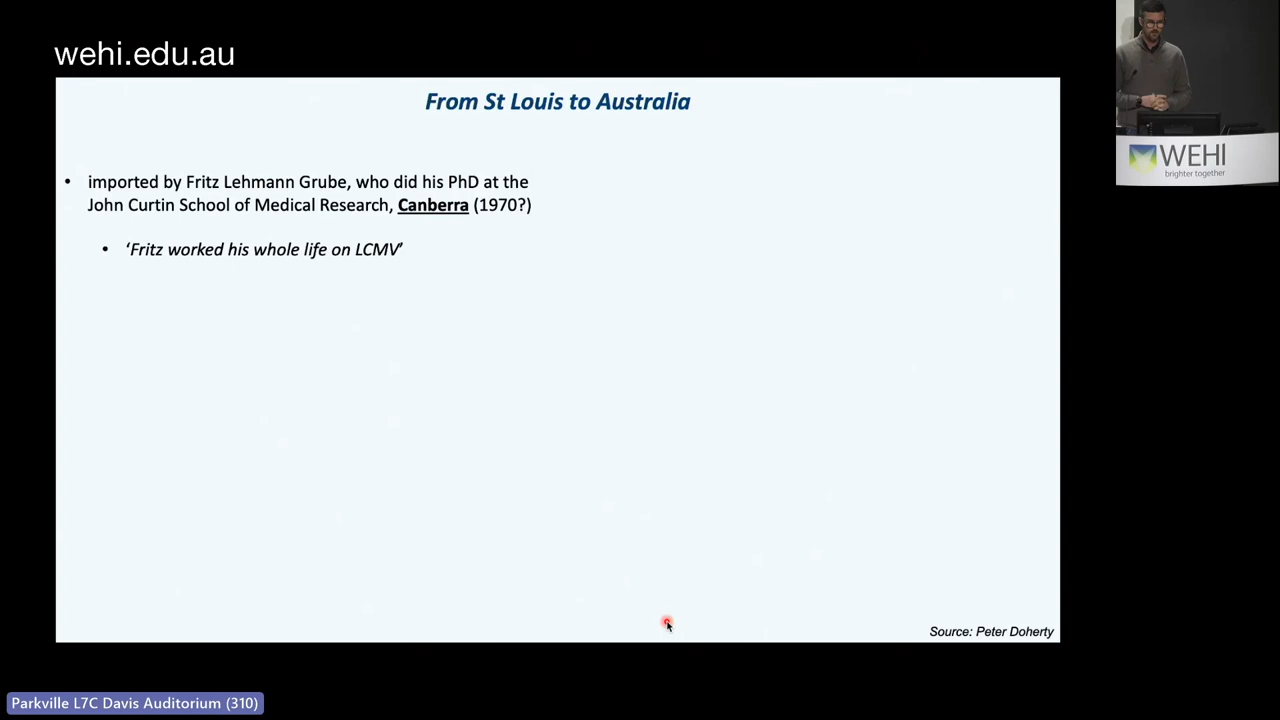 wehi.edu.au
From St Louis to Australia
• imported by Fritz Lehmann Grube, who did his PhD at the
John Curtin School of Medical Research, Canberra (1970?)
• ‘Fritz worked his whole life on LCMV’
Source: Peter Doherty
WEHI
brighter together
Parkville L7C Davis Auditorium (310)